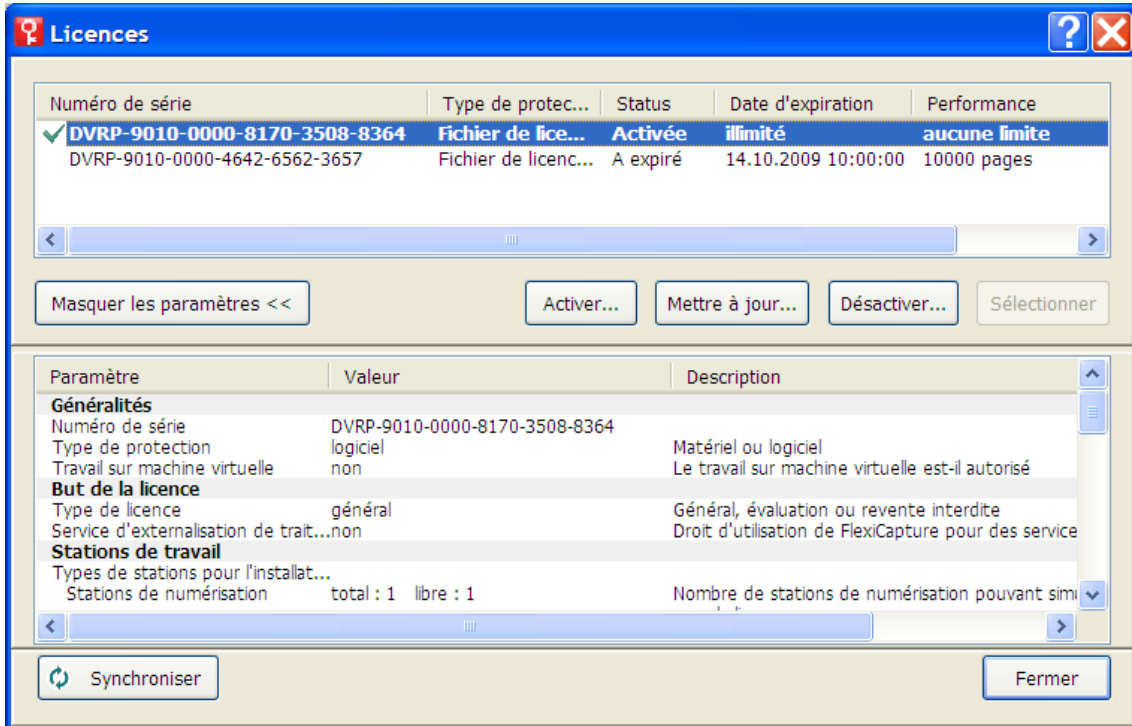 Licences
Numéro de série Type de protec... Status Date d'expiration Performance
DVRP-9010-0000-8170-3508-8364 Fichier de lice... Activée illimité aucune limite
DVRP-9010-0000-4642-6562-3657 Fichier de licenc... A expiré 14.10.2009 10:00:00 10000 pages
Masquer les paramètres << Activer... Mettre à jour... Désactiver... Sélectionner
Paramètre Valeur Description
Généralités
Numéro de série DVRP-9010-0000-8170-3508-8364
Type de protection logiciel Matériel ou logiciel
Travail sur machine virtuelle non Le travail sur machine virtuelle est-il autorisé
But de la licence
Type de licence général Général, évaluation ou revente interdite
Service d'externalisation de trait...non Droit d'utilisation de FlexiCapture pour des service
Stations de travail
Types de stations pour l'installat...
Stations de numérisation total : 1 libre : 1 Nombre de stations de numérisation pouvant simu
Synchroniser Fermer